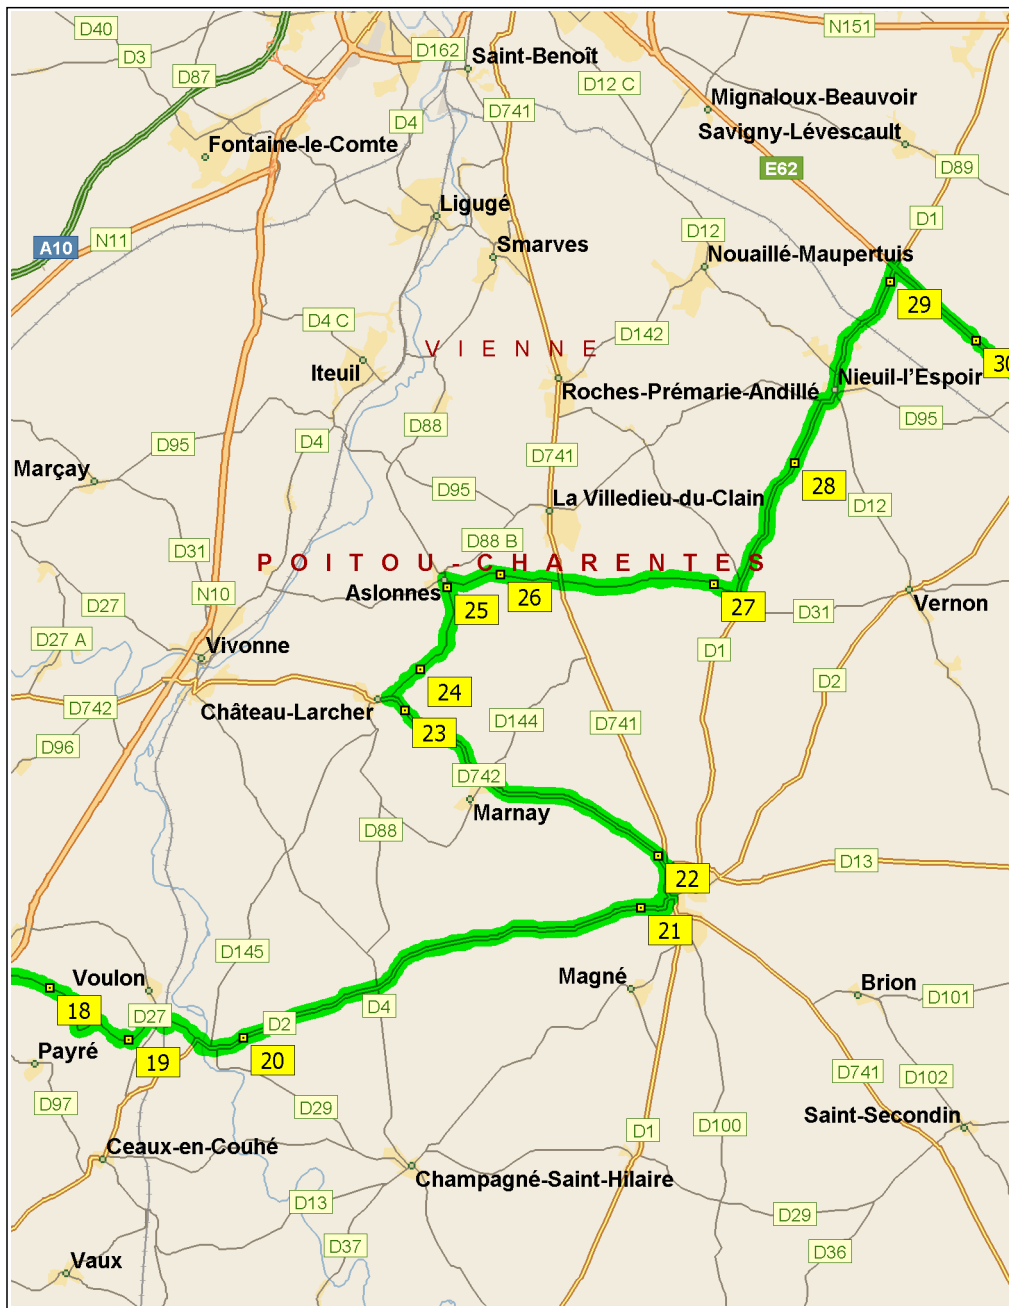 D40
N151
D3
D162
Saint-Benoît
D87
D12 C
Mignaloux-Beauvoir
D741
D4
Savigny-Lévescault
Fontaine-le-Comte
E62
D89
Ligugé
D1
D12
N11
A10
Smarves
Nouaillé-Maupertuis
29
D4 C
D142
VIENNE
Iteuil
30
Nieuil-l'Espoir
Roches-Prémarie-Andillé
D88
D95
D4
D95
D741
Marçay
28
D95
La Villedieu-du-Clain
D12
D88 B
D31
POITOU-CHARENTES
Aslonnes
N10
26
27
25
Vernon
D27
D31
D27 A
Vivonne
D1
D2
24
D742
Château-Larcher
D144
D741
23
D96
D742
Marnay
D88
D13
22
21
D145
Magné
Voulon
Brion
D101
18
D4
D27
D2
Payré
19
20
D741
D102
D97
D29
Saint-Secondin
D100
D1
Ceaux-en-Couhé
Champagné-Saint-Hilaire
D13
D29
D37
D36
Vaux